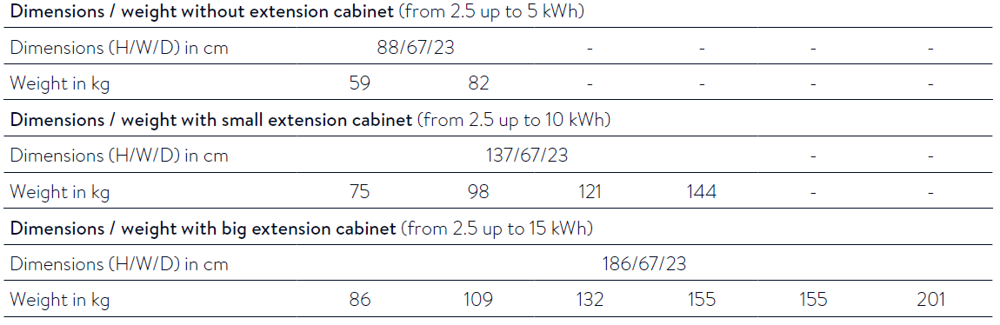 Dimensions / weight without extension cabinet (from 2.5 up to 5 kWh)
Dimensions (H/W/D) in cm 88/67/23 - - - -
Weight in kg 59 82 - - - -
Dimensions / weight with small extension cabinet (from 2.5 up to 10 kWh)
Dimensions (H/W/D) in cm 137/67/23 - -
Weight in kg 75 98 121 144 - -
Dimensions / weight with big extension cabinet (from 2.5 up to 15 kWh)
Dimensions (H/W/D) in cm 186/67/23
Weight in kg 86 109 132 155 155 201